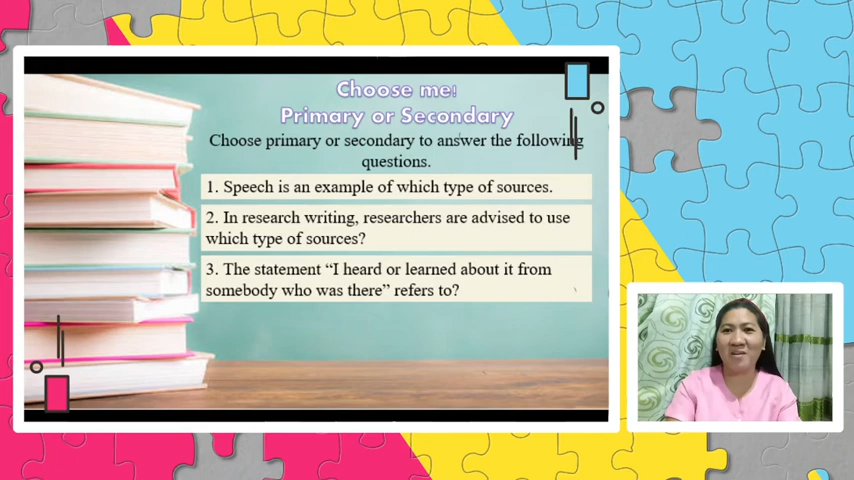 Choose me!
Primary or Secondary
Choose primary or secondary to answer the following
questions.
1. Speech is an example of which type of sources.
2. In research writing, researchers are advised to use
which type of sources?
3. The statement “I heard or learned about it from
somebody who was there” refers to?